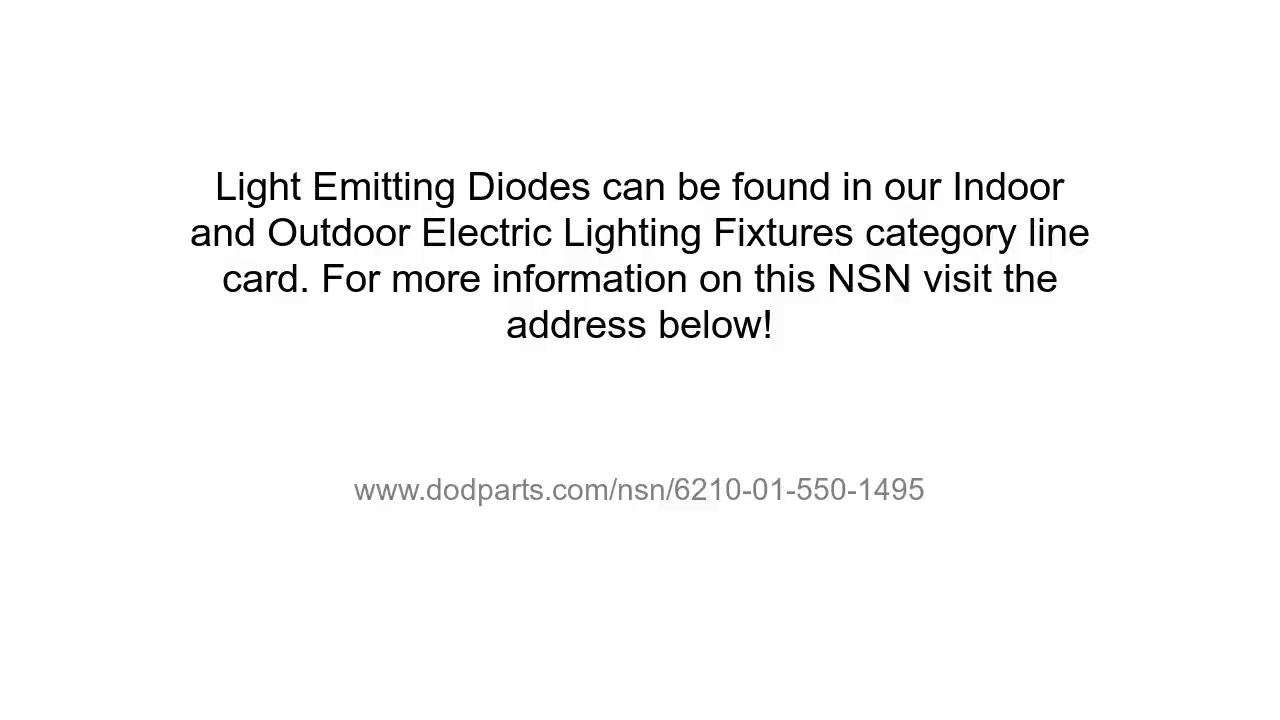 Light Emitting Diodes can be found in our Indoor
and Outdoor Electric Lighting Fixtures category line
card. For more information on this NSN visit the
address below!
www.dodparts.com/nsn/6210-01-550-1495